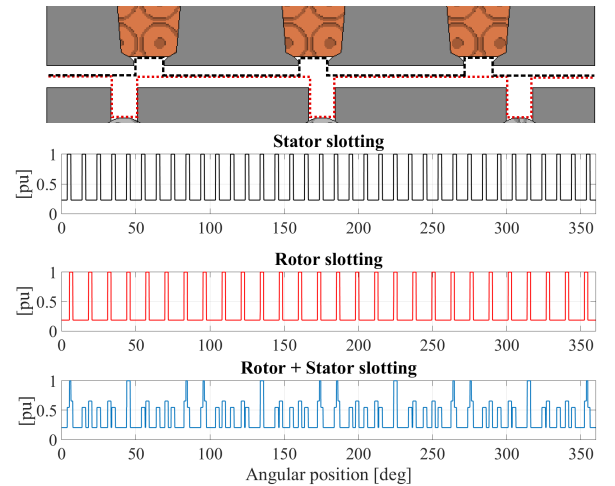 Stator slotting
1
0.5
0
[pu]
0 50 100 150 200 250 300 350
Rotor slotting
1
0.5
0
[pu]
0 50 100 150 200 250 300 350
Rotor + Stator slotting
1
0.5
0
[pu]
0 50 100 150 200 250 300 350
Angular position [deg]